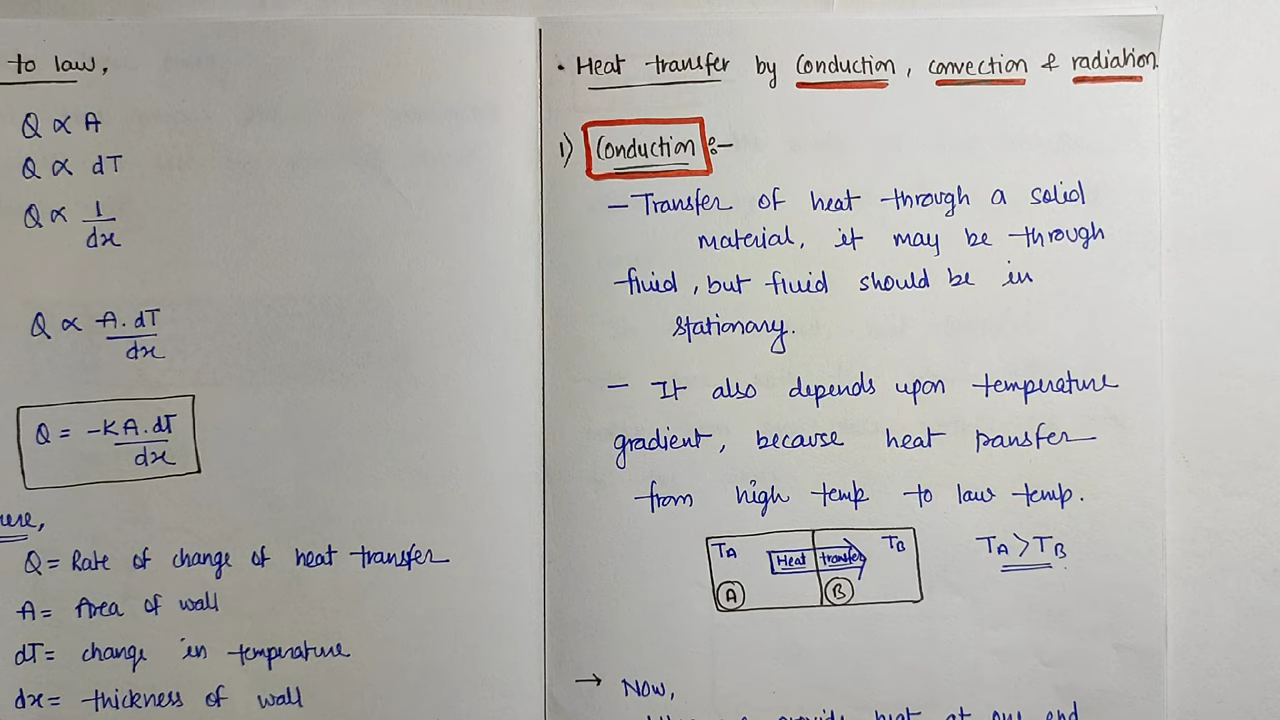 to law,
Q ∝ A
Q ∝ dT
Q ∝ 1/dx
Q ∝ A.dT/dx
Q = -KA.dT/dx
Q = Rate of change of heat transfer
A = Area of wall
dT = change in temperature
dx = thickness of wall
• Heat transfer by Conduction, convection & radiation.
1) Conduction :-
- Transfer of heat through a solid
material, it may be through
fluid, but fluid should be in
stationary.
- It also depends upon temperature
gradient, because heat transfer
from high temp to law temp.
TA TB
Heat transfer
A B
TA > TB
→ Now,